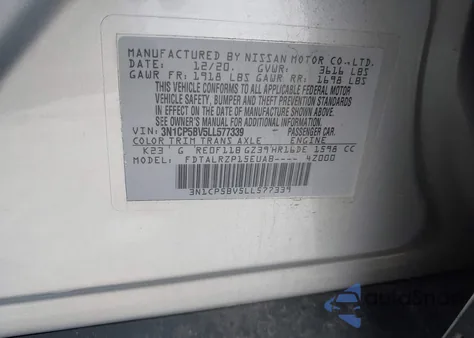 MANUFACTURED BY NISSAN MOTOR CO.,LTD.
DATE: 12/20. GVWR: 3616 LBS
GAWR FR: 1918 LBS GAWR RR: 1698 LBS
THIS VEHICLE CONFORMS TO ALL APPLICABLE FEDERAL MOTOR
VEHICLE SAFETY, BUMPER AND THEFT PREVENTION STANDARDS
IN EFFECT ON THE DATE OF MANUFACTURE SHOWN ABOVE.
SEE OWNER'S MANUAL FOR ADDITIONAL INFORMATION.
VIN: 3N1CP5BV5LL577339 - PASSENGER CAR.
COLOR TRIM TRANS AXLE ENGINE
K23 G RE0F11B GZ39 HR16DE 1598 CC
MODEL: FDTALRZP15EUAB---- 4Z000
3N1CP5BV5LL577339